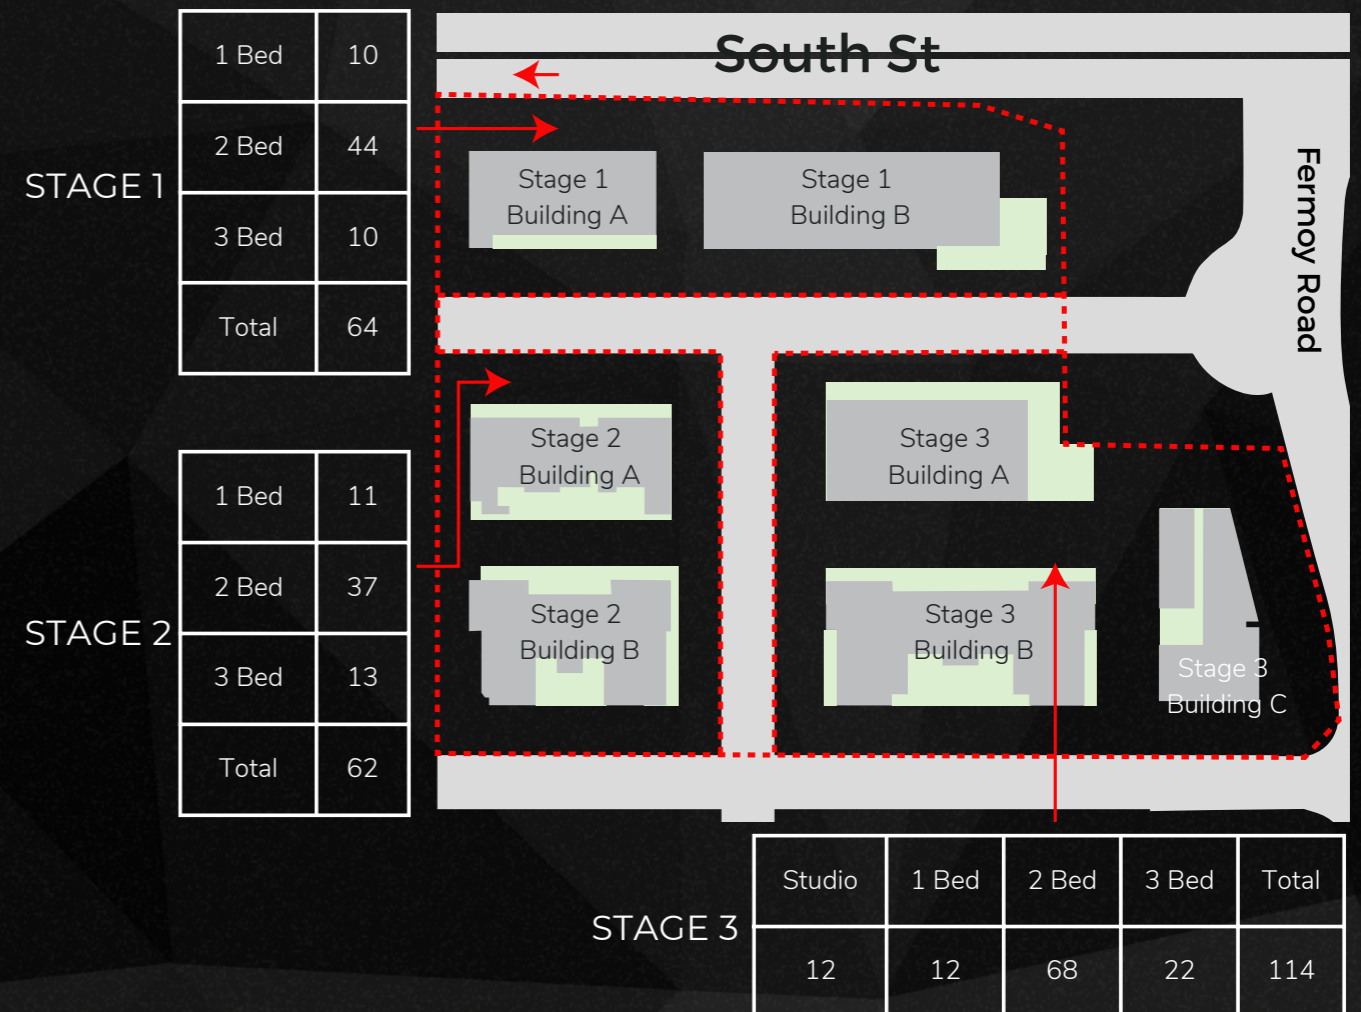 South St
Fermoy Road
STAGE 1
1 Bed 10
2 Bed 44
3 Bed 10
Total 64
Stage 1
Building A
Stage 1
Building B
STAGE 2
1 Bed 11
2 Bed 37
3 Bed 13
Total 62
Stage 2
Building A
Stage 2
Building B
Stage 3
Building A
Stage 3
Building B
Stage 3
Building C
STAGE 3
Studio 1 Bed 2 Bed 3 Bed Total
12 12 68 22 114